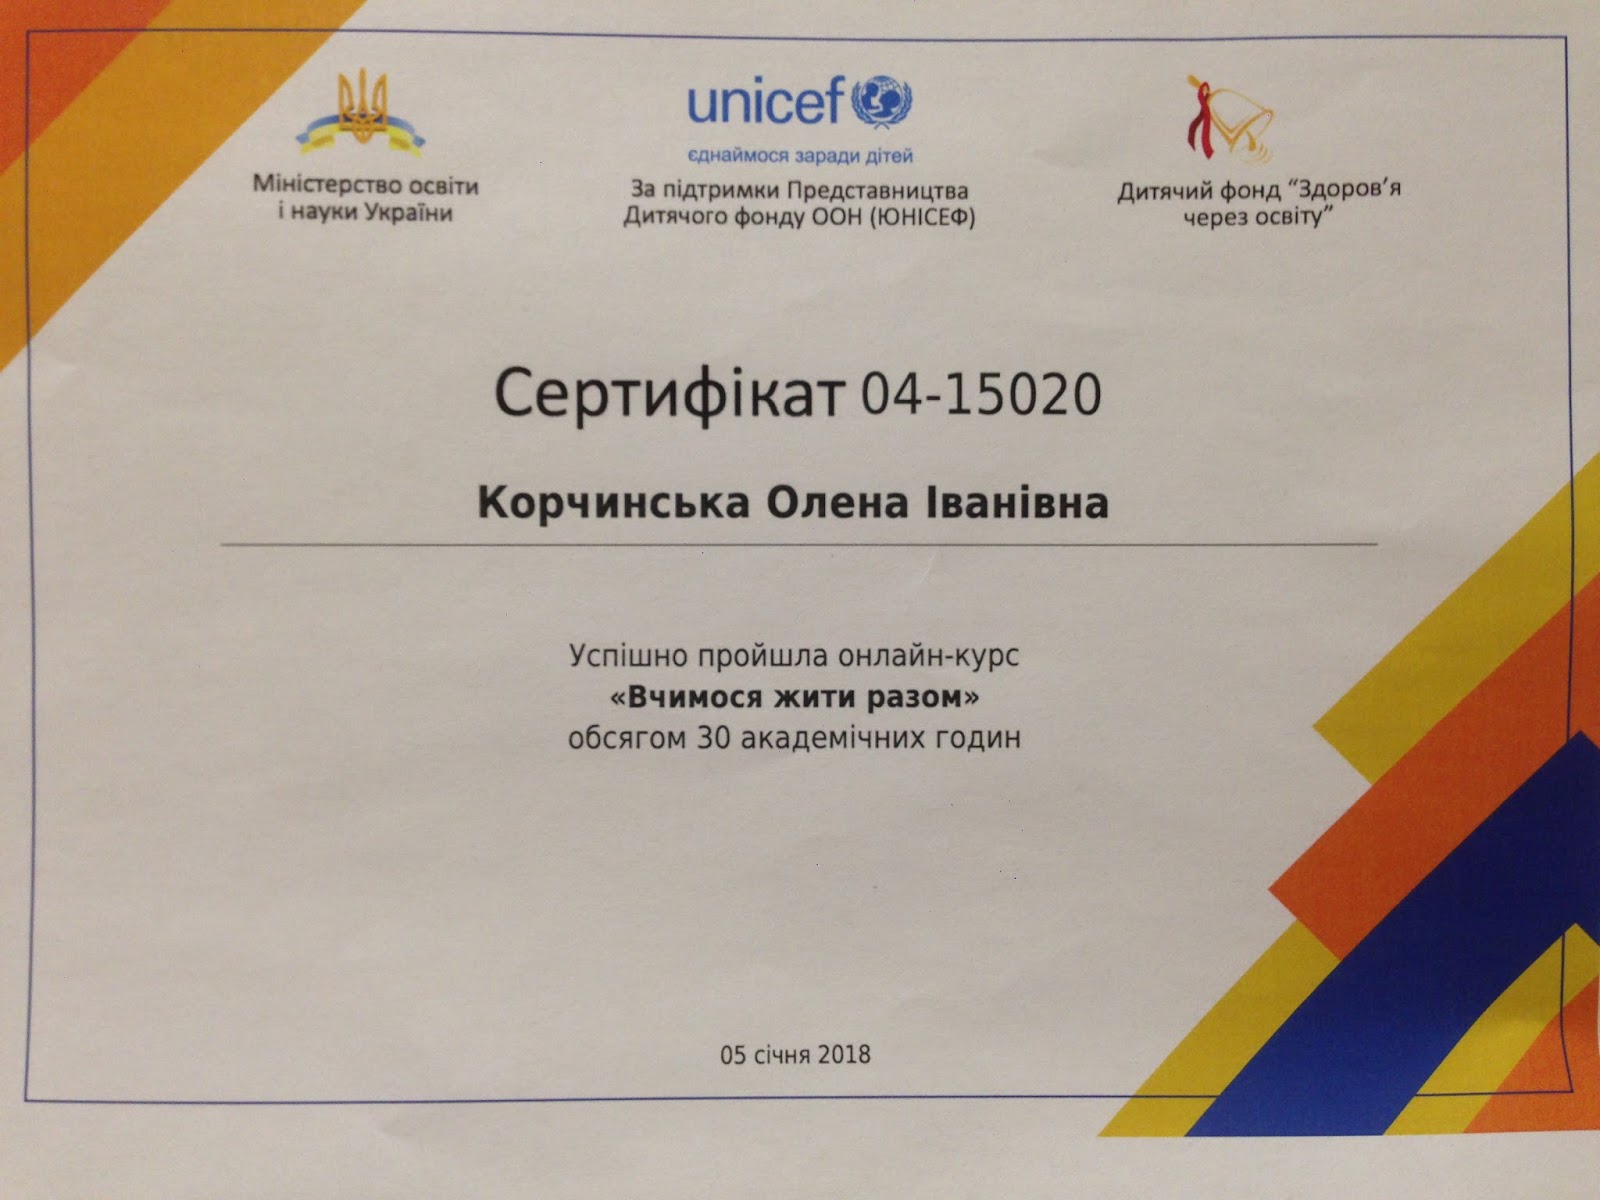 Міністерство освіти
і науки України
unicef
єднаймося заради дітей
За підтримки Представництва
Дитячого фонду ООН (ЮНІСЕФ)
Дитячий фонд “Здоров’я
через освіту”
Сертифікат 04-15020
Корчинська Олена Іванівна
Успішно пройшла онлайн-курс
«Вчимося жити разом»
обсягом 30 академічних годин
05 січня 2018